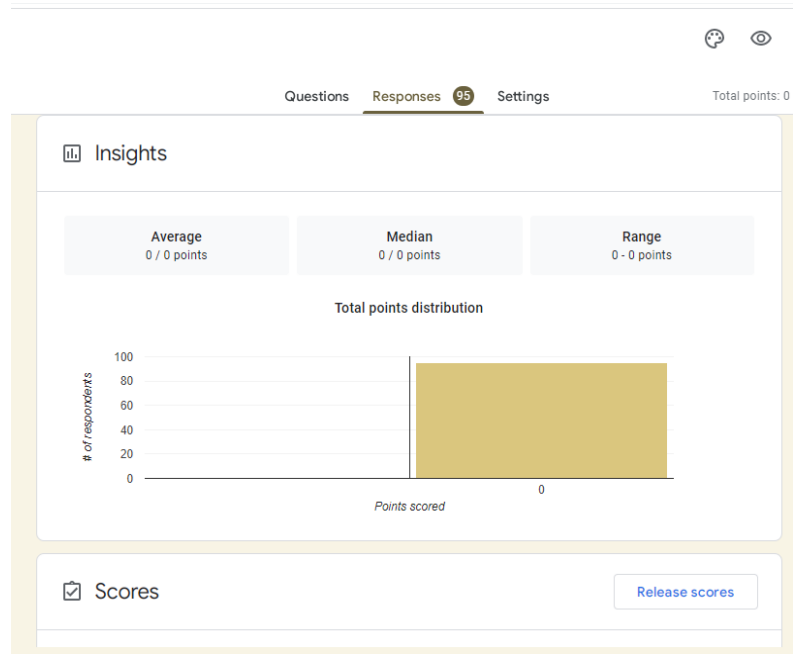 Questions Responses 95 Settings Total points: 0
Insights
Average Median Range
0 / 0 points 0 / 0 points 0 - 0 points
Total points distribution
100
80
60
40
20
0
# of respondents
0
Points scored
Scores Release scores